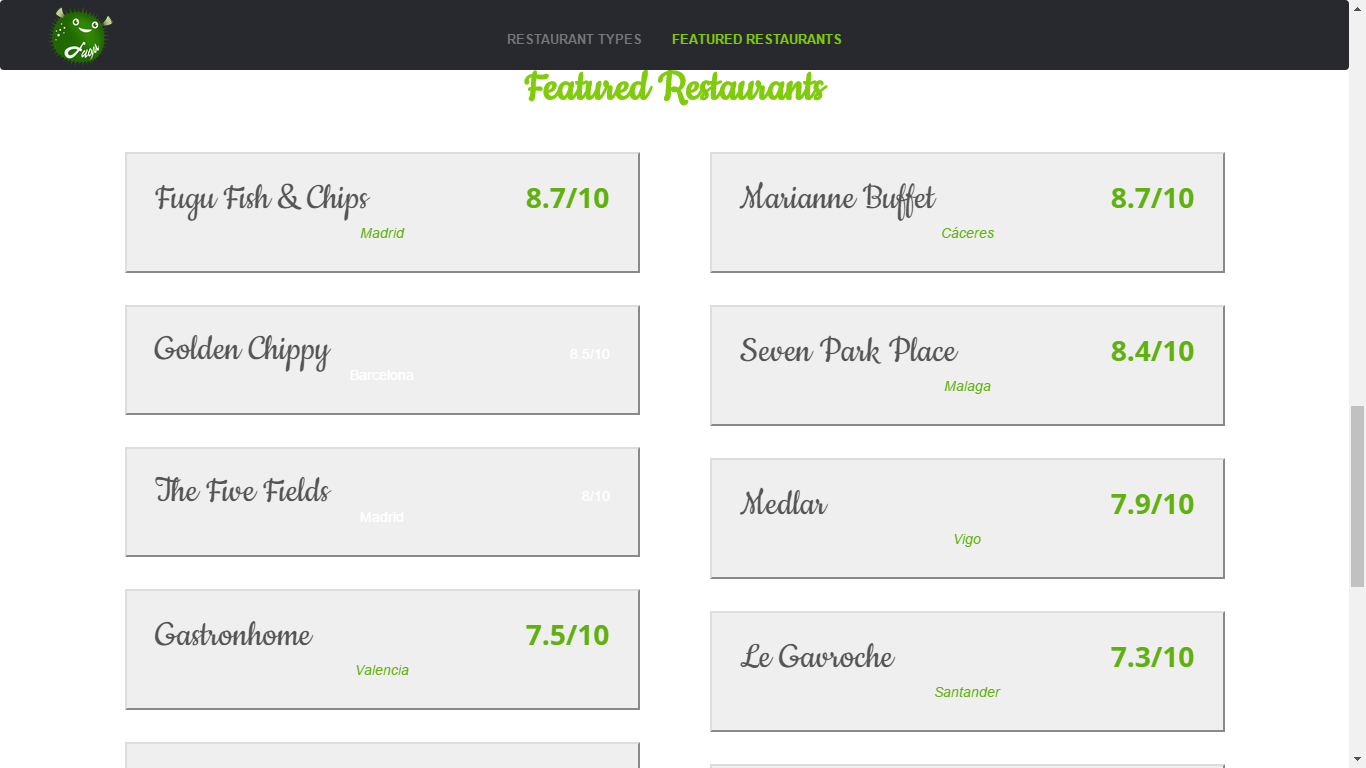 Fugu
RESTAURANT TYPES
FEATURED RESTAURANTS
Featured Restaurants
Fugu Fish & Chips
8.7/10
Madrid
Marianne Buffet
8.7/10
Cáceres
Golden Chippy
8.5/10
Barcelona
Seven Park Place
8.4/10
Malaga
The Five Fields
8/10
Madrid
Medlar
7.9/10
Vigo
Gastronhome
7.5/10
Valencia
Le Gavroche
7.3/10
Santander